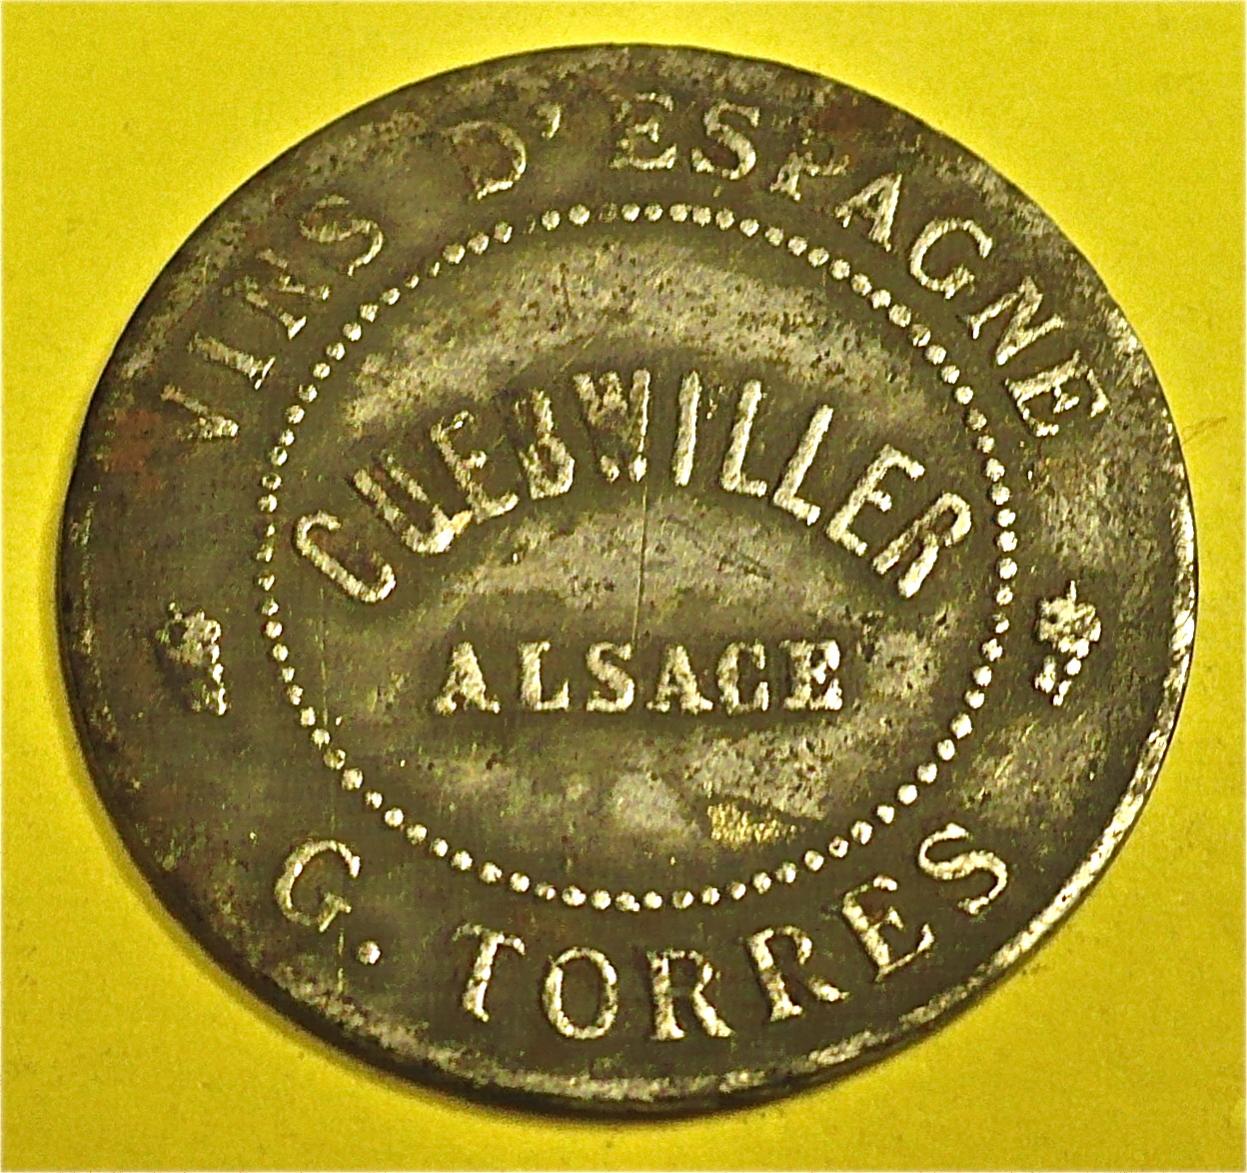 VINS D'ESPAGNE
GUEBWILLER
ALSACE
G. TORRES